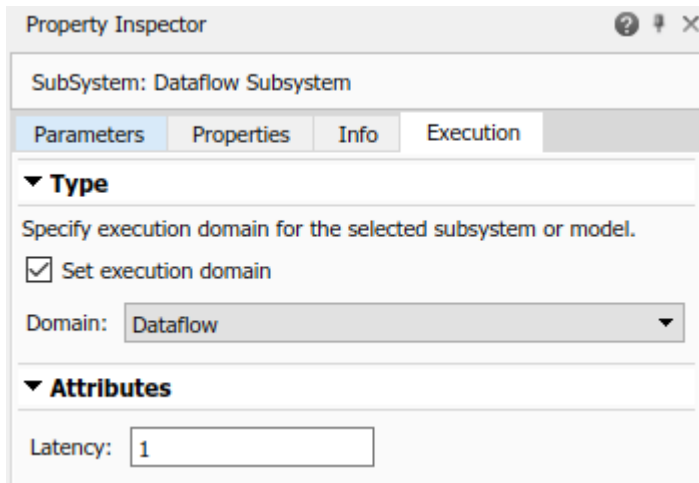 Property Inspector
SubSystem: Dataflow Subsystem
Parameters Properties Info Execution
Type
Specify execution domain for the selected subsystem or model.
Set execution domain
Domain: Dataflow
Attributes
Latency: 1